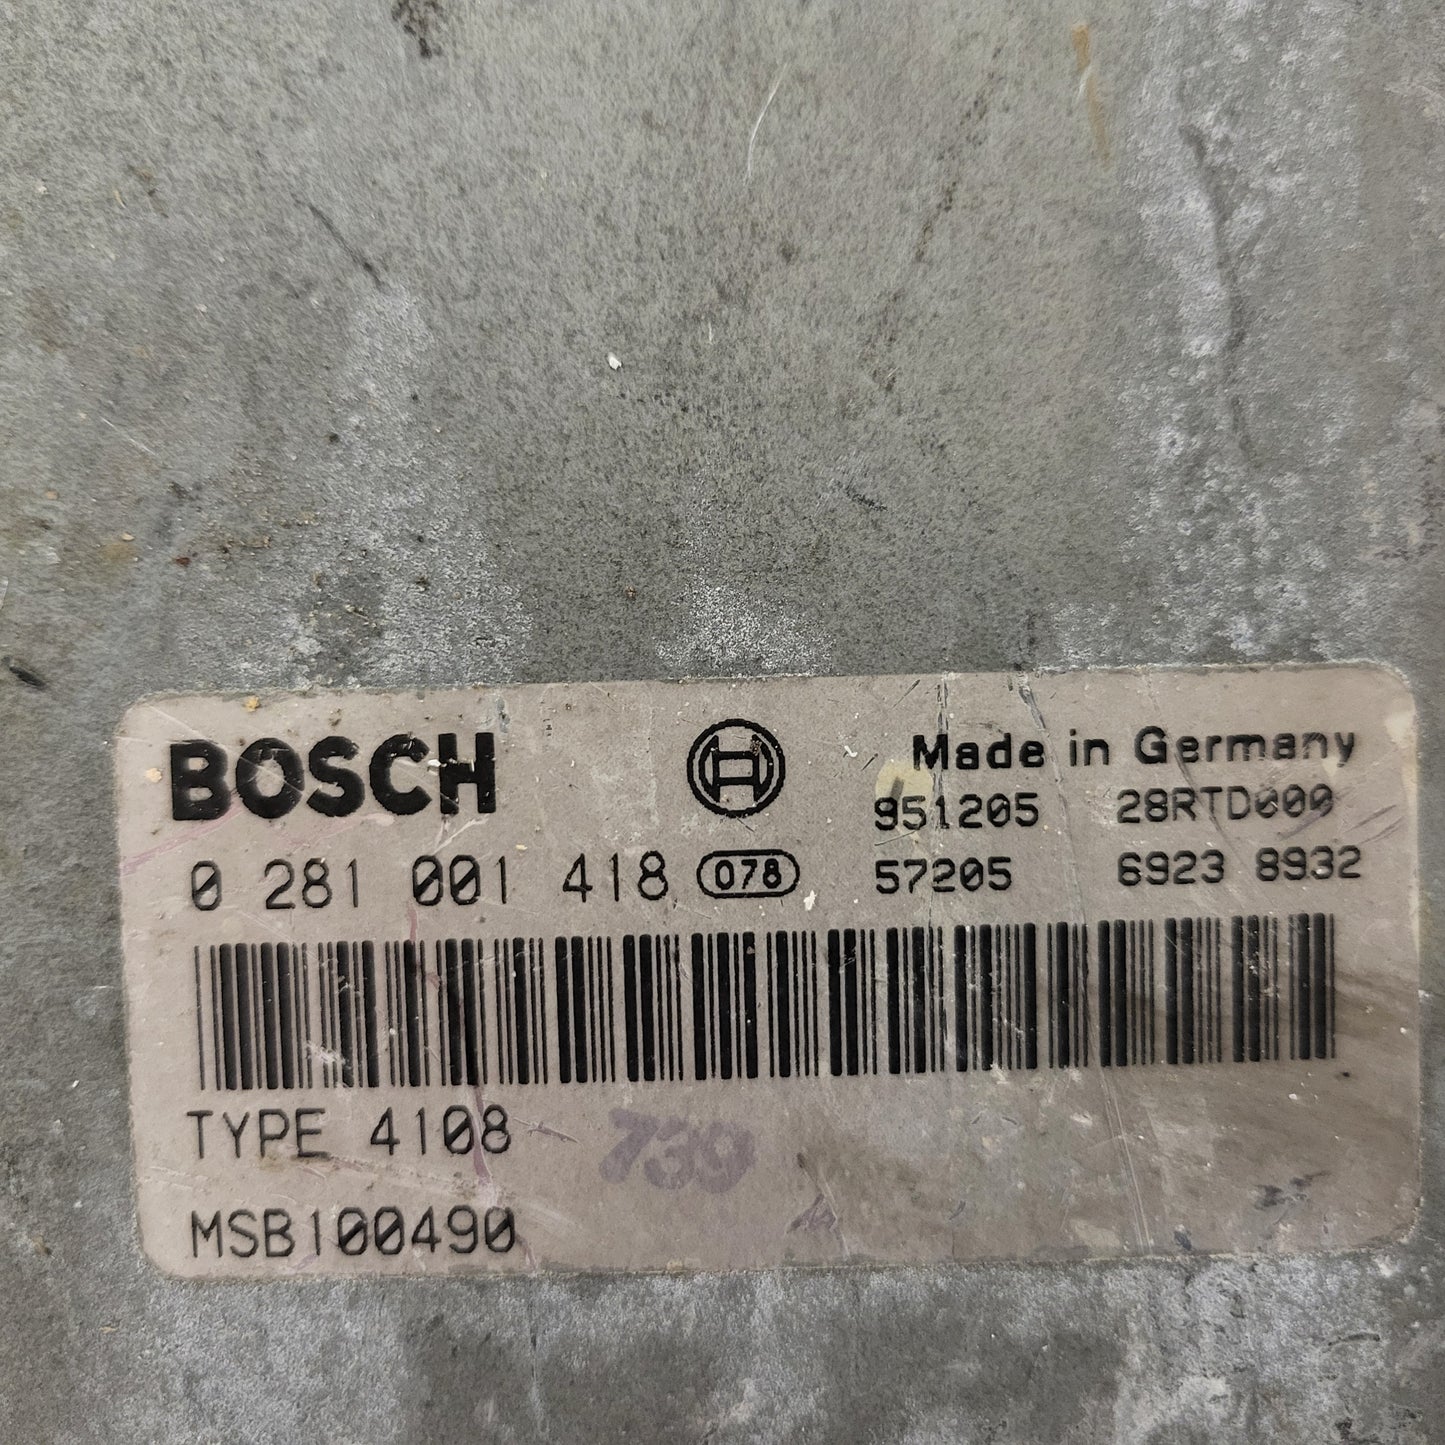 BOSCH
Made in Germany
951205 28RTD000
0 281 001 418 078
57205 6923 8932
TYPE 4108
739
MSB100490